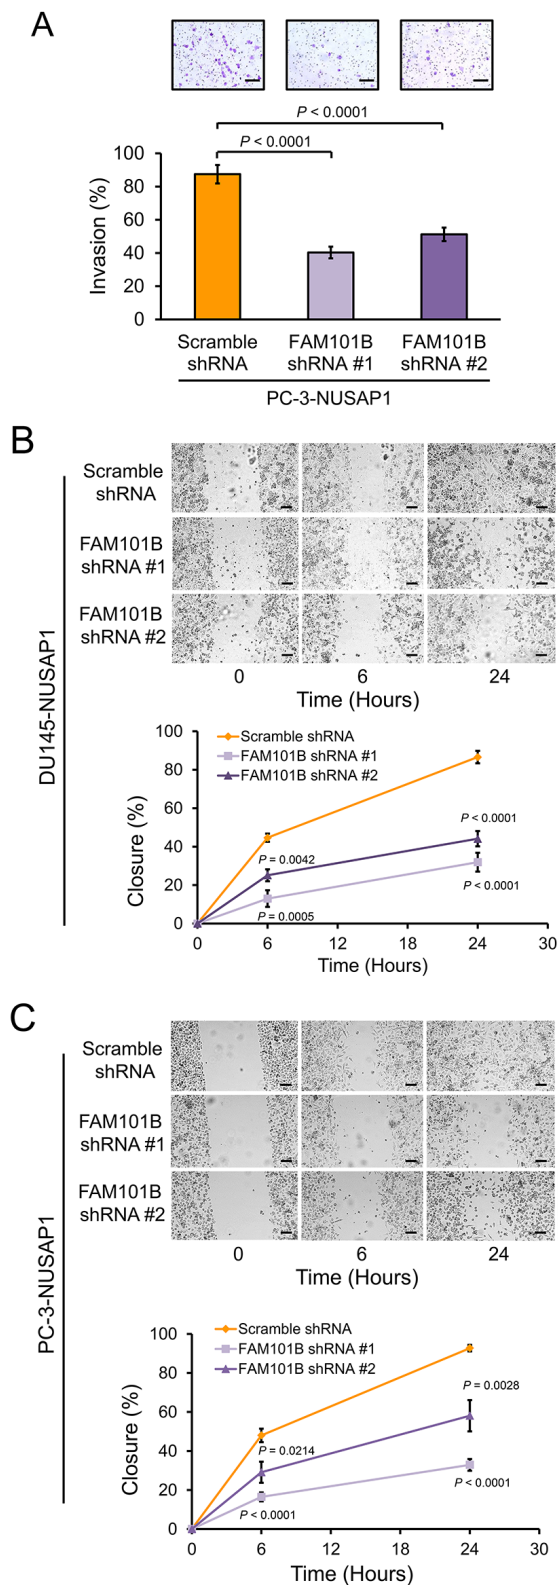 A
P < 0.0001
P < 0.0001
100
80
60
40
20
0
Invasion (%)
Scramble
shRNA
FAM101B
shRNA #1
FAM101B
shRNA #2
PC-3-NUSAP1
B
DU145-NUSAP1
Scramble
shRNA
FAM101B
shRNA #1
FAM101B
shRNA #2
0 6 24
Time (Hours)
100
80
60
40
20
0
Closure (%)
Scramble shRNA
FAM101B shRNA #1
FAM101B shRNA #2
P < 0.0001
P = 0.0042
P < 0.0001
P = 0.0005
0 6 12 18 24 30
Time (Hours)
C
PC-3-NUSAP1
Scramble
shRNA
FAM101B
shRNA #1
FAM101B
shRNA #2
0 6 24
Time (Hours)
100
80
60
40
20
0
Closure (%)
Scramble shRNA
FAM101B shRNA #1
FAM101B shRNA #2
P = 0.0028
P = 0.0214
P < 0.0001
P < 0.0001
0 6 12 18 24 30
Time (Hours)